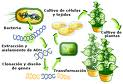 Bacteria
Cultivo de
células y tejidos
Cultivo de
plantas
Extracción y
aislamiento de ADN
Clonación y
diseño de genes
Transformación